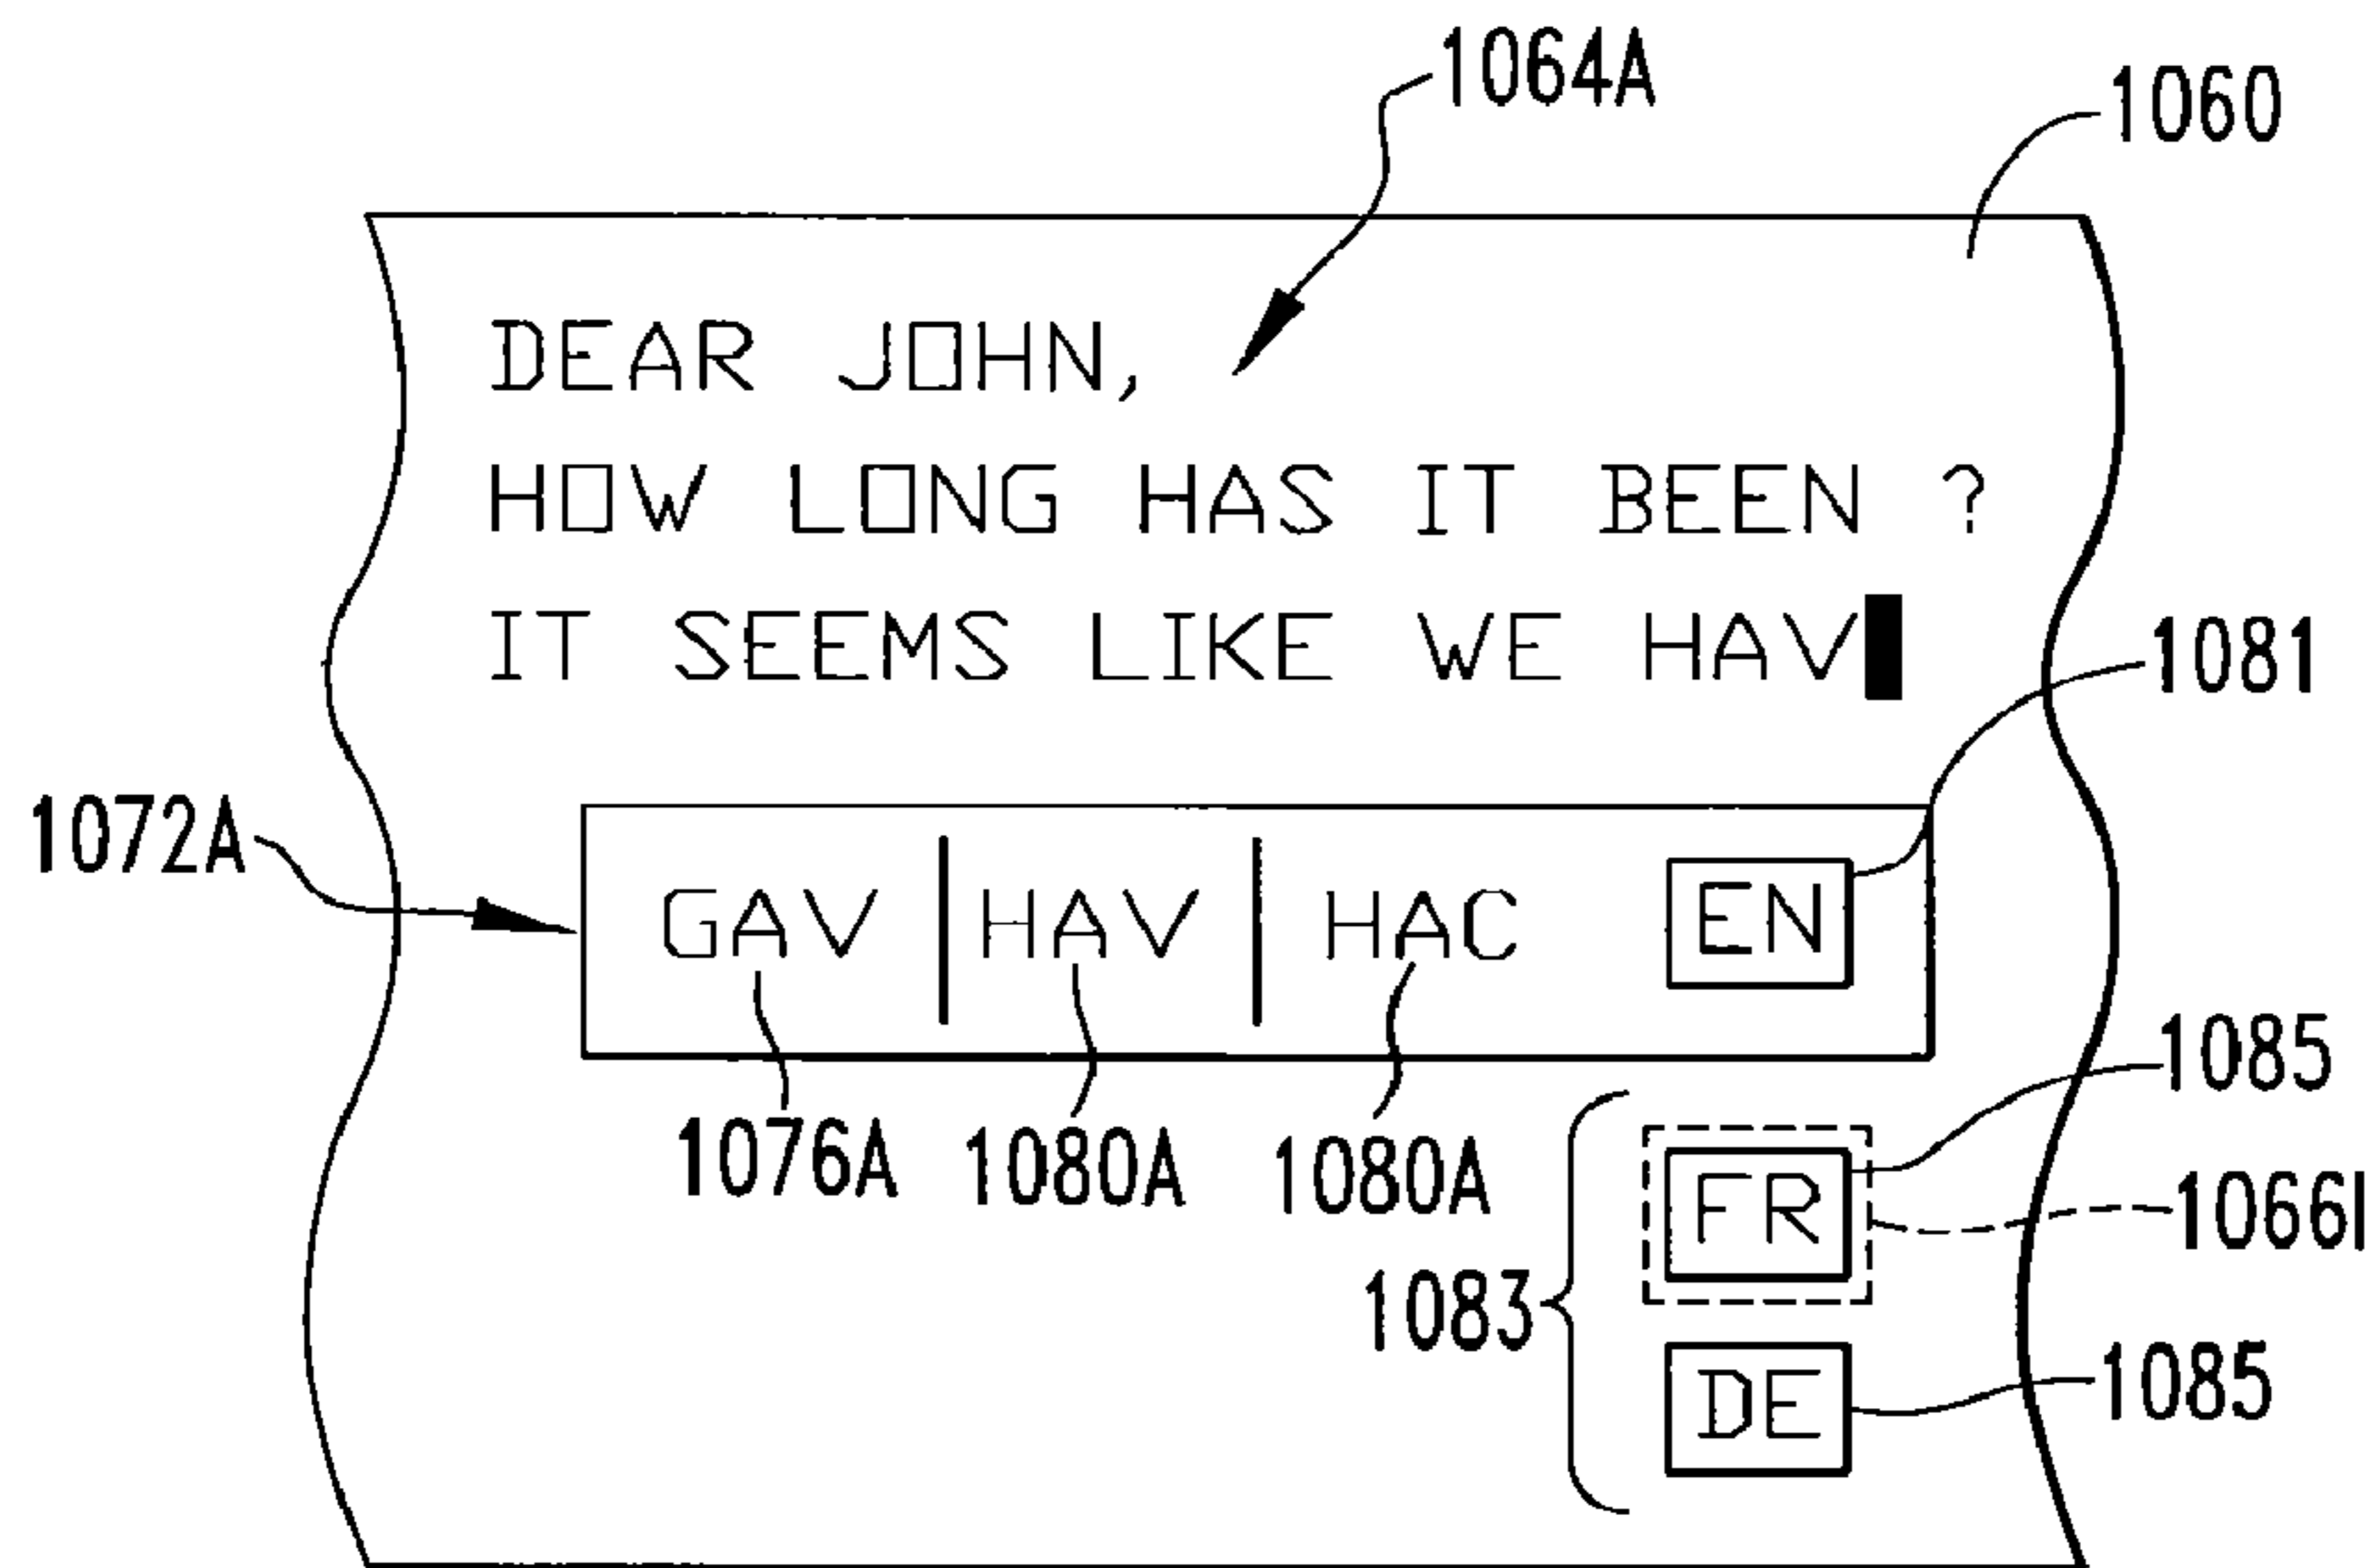 1064A
1060
DEAR JOHN,
HOW LONG HAS IT BEEN ?
IT SEEMS LIKE WE HAV
1081
1072A
GAV | HAV | HAC EN
1085
1076A 1080A 1080A
FR
1066I
1083
DE
1085